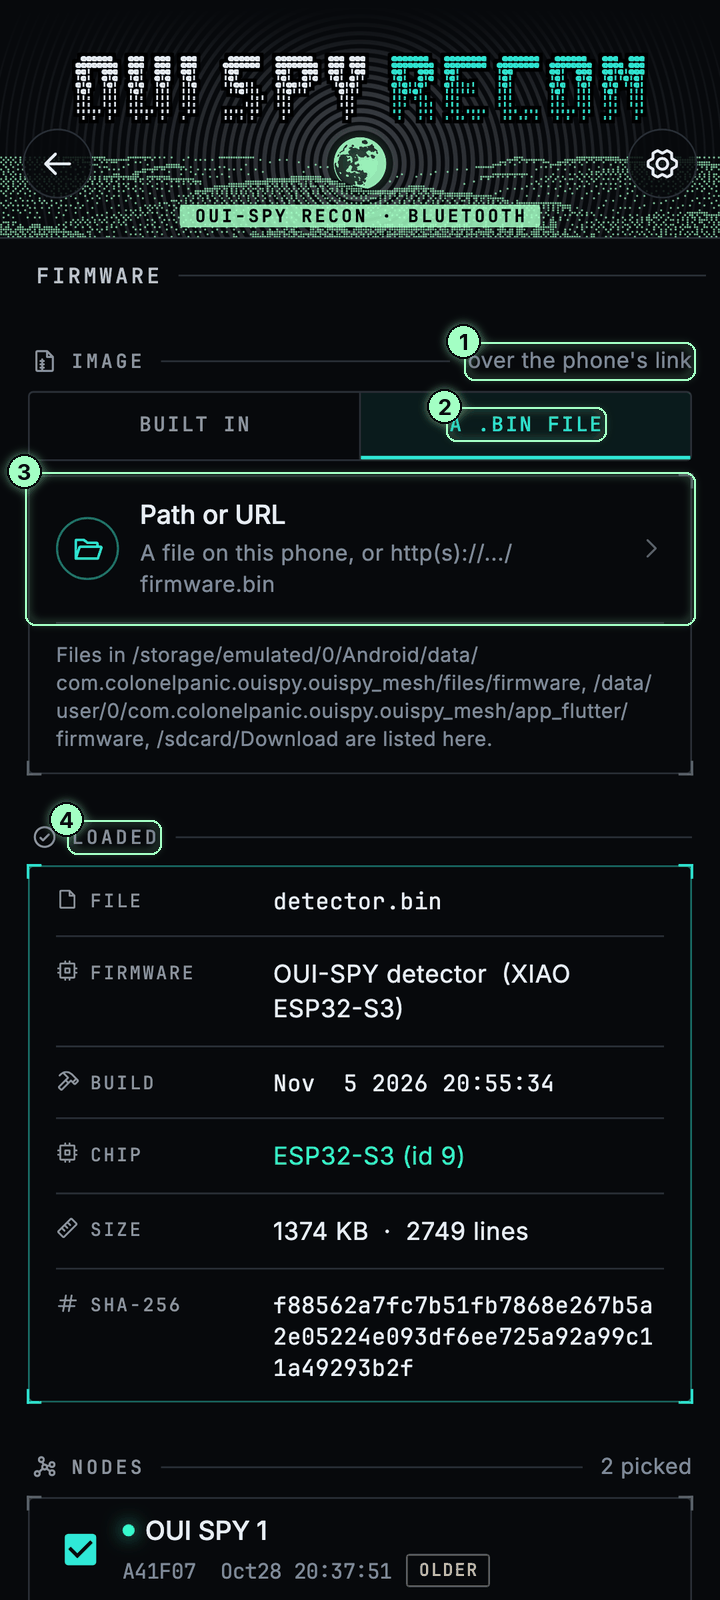 OUI SPY RECON
OUI-SPY RECON · BLUETOOTH
FIRMWARE
1
IMAGE
over the phone's link
2
BUILT IN
A .BIN FILE
3
Path or URL
A file on this phone, or http(s)://.../
firmware.bin
Files in /storage/emulated/0/Android/data/
com.colonelpanic.ouispy.ouispy_mesh/files/firmware, /data/
user/0/com.colonelpanic.ouispy.ouispy_mesh/app_flutter/
firmware, /sdcard/Download are listed here.
4
LOADED
FILE
detector.bin
FIRMWARE
OUI-SPY detector (XIAO
ESP32-S3)
BUILD
Nov  5 2026 20:55:34
CHIP
ESP32-S3 (id 9)
SIZE
1374 KB · 2749 lines
SHA-256
f88562a7fc7b51fb7868e267b5a
2e05224e093df6ee725a92a99c1
1a49293b2f
NODES
2 picked
OUI SPY 1
A41F07 Oct28 20:37:51 OLDER